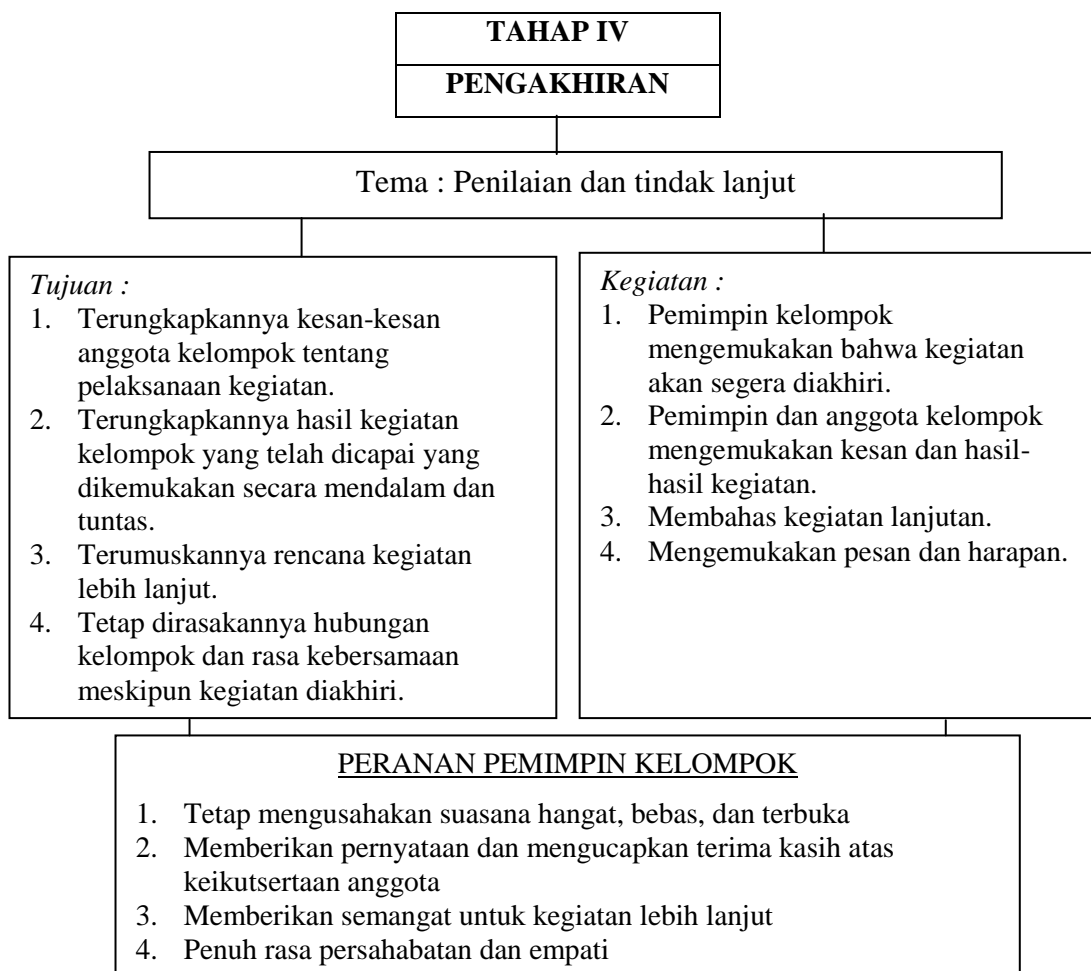 TAHAP IV
PENGAKHIRAN
Tema : Penilaian dan tindak lanjut
Tujuan :
1. Terungkapkannya kesan-kesan
anggota kelompok tentang
pelaksanaan kegiatan.
2. Terungkapkannya hasil kegiatan
kelompok yang telah dicapai yang
dikemukakan secara mendalam dan
tuntas.
3. Terumuskannya rencana kegiatan
lebih lanjut.
4. Tetap dirasakannya hubungan
kelompok dan rasa kebersamaan
meskipun kegiatan diakhiri.
Kegiatan :
1. Pemimpin kelompok
mengemukakan bahwa kegiatan
akan segera diakhiri.
2. Pemimpin dan anggota kelompok
mengemukakan kesan dan hasil-
hasil kegiatan.
3. Membahas kegiatan lanjutan.
4. Mengemukakan pesan dan harapan.
PERANAN PEMIMPIN KELOMPOK
1. Tetap mengusahakan suasana hangat, bebas, dan terbuka
2. Memberikan pernyataan dan mengucapkan terima kasih atas
keikutsertaan anggota
3. Memberikan semangat untuk kegiatan lebih lanjut
4. Penuh rasa persahabatan dan empati